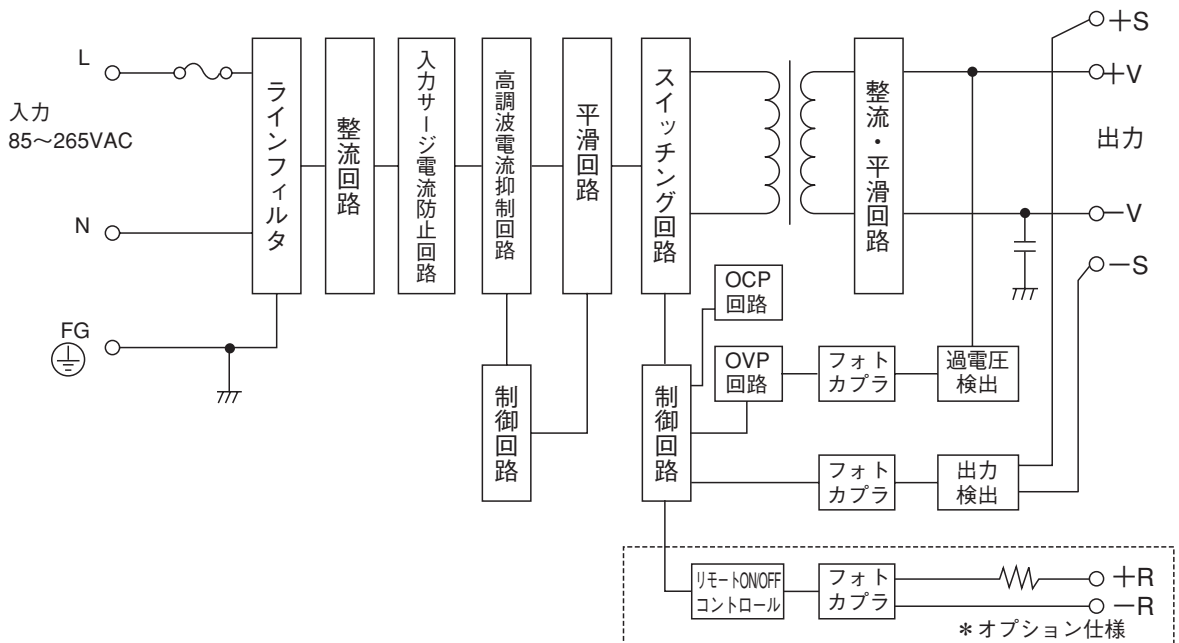 ＋S
L
＋V
入力
85〜265VAC
出力
N
−V
−S
FG
ラインフィルタ
整流回路
入力サージ電流防止回路
高調波電流抑制回路
平滑回路
スイッチング回路
整流・平滑回路
OCP
回路
OVP
回路
フォト
カプラ
過電圧
検出
制御回路
制御回路
フォト
カプラ
出力
検出
リモートON/OFF
コントロール
フォト
カプラ
＋R
−R
＊オプション仕様